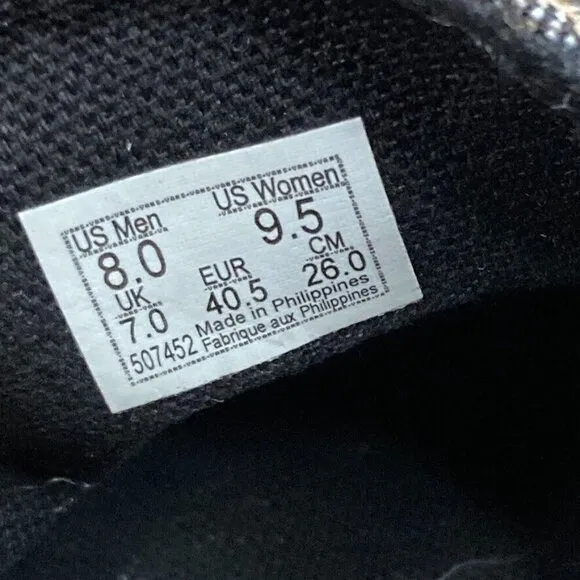 US Men US Women
8.0 9.5
UK EUR CM
7.0 40.5 26.0
507452 Made in Philippines
Fabrique aux Philippines